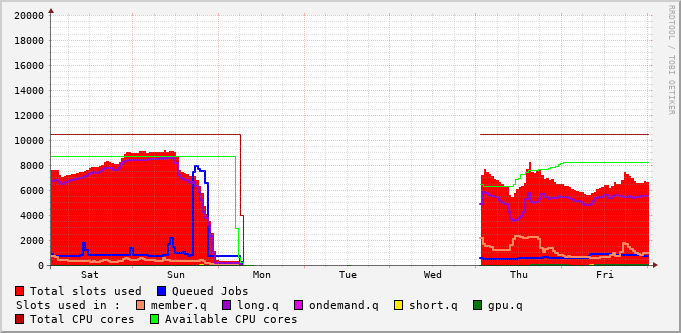 RRDTOOL / TOBI OETIKER
20000
18000
16000
14000
12000
10000
8000
6000
4000
2000
0
Sat Sun Mon Tue Wed Thu Fri
Total slots used Queued Jobs
Slots used in : member.q long.q ondemand.q short.q gpu.q
Total CPU cores Available CPU cores